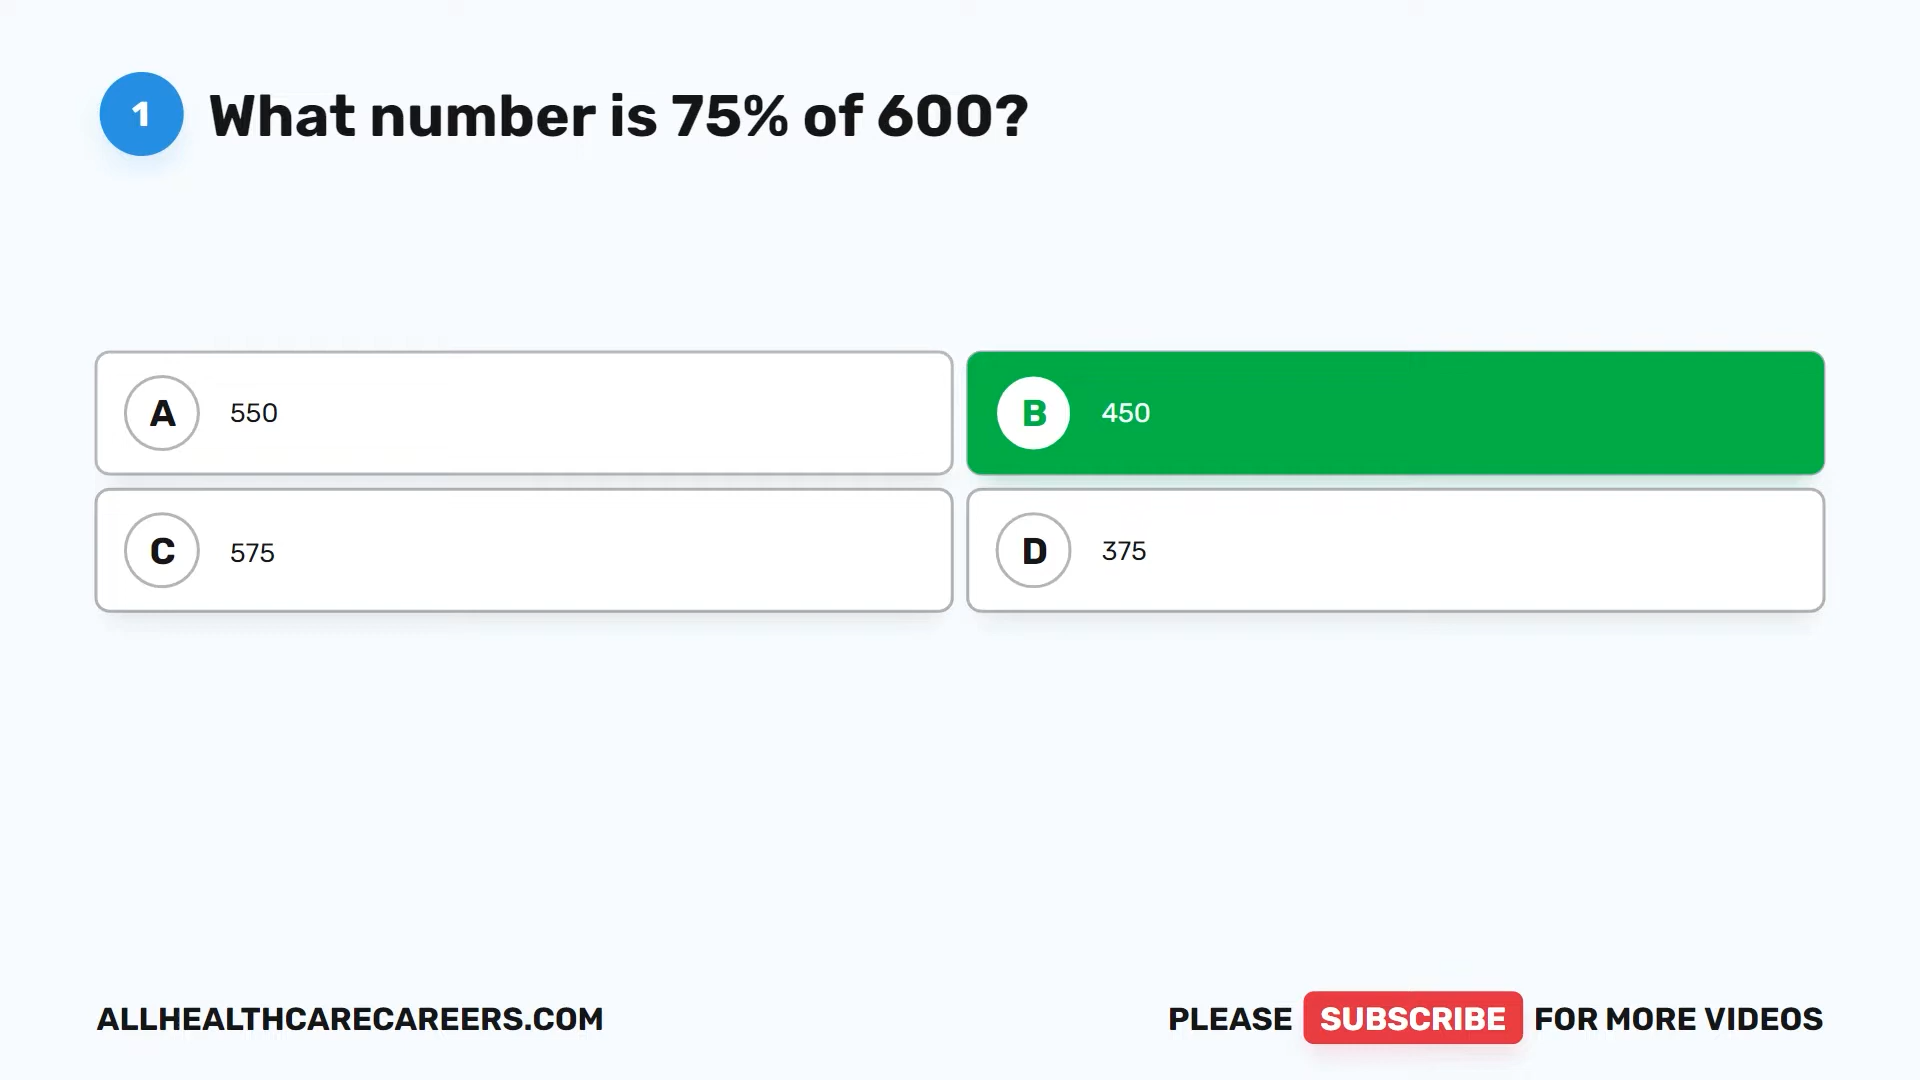 1 What number is 75% of 600?
A 550
B 450
C 575
D 375
ALLHEALTHCARECAREERS.COM
PLEASE SUBSCRIBE FOR MORE VIDEOS